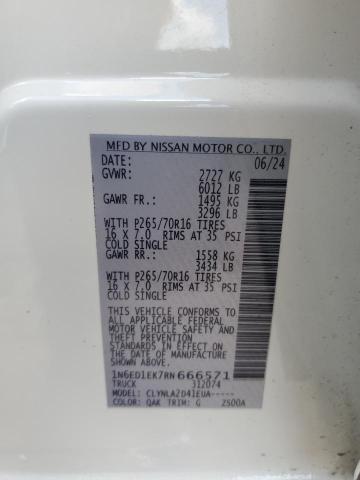 MFD BY NISSAN MOTOR CO., LTD.
DATE: 06/24
GVWR: 2727 KG
6012 LB
GAWR FR.: 1495 KG
3296 LB
WITH P265/70R16 TIRES
16 X 7.0 RIMS AT 35 PSI
COLD SINGLE
GAWR RR.: 1558 KG
3434 LB
WITH P265/70R16 TIRES
16 X 7.0 RIMS AT 35 PSI
COLD SINGLE
THIS VEHICLE CONFORMS TO
ALL APPLICABLE FEDERAL
MOTOR VEHICLE SAFETY AND
THEFT PREVENTION
STANDARDS IN EFFECT ON
THE DATE OF MANUFACTURE
SHOWN ABOVE.
1N6ED1EK7RN666571
TRUCK 312074
MODEL: CLYNLAZD41EUA-----
COLOR: QAK TRIM: G 2500A